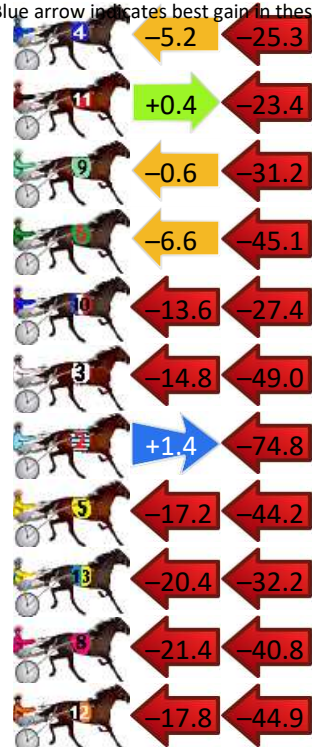 Blue arrow indicates best gain in thes
4 –5.2 –25.3
11 +0.4 –23.4
9 –0.6 –31.2
6 –6.6 –45.1
10 –13.6 –27.4
3 –14.8 –49.0
+1.4 –74.8
5 –17.2 –44.2
13 –20.4 –32.2
8 –21.4 –40.8
12 –17.8 –44.9